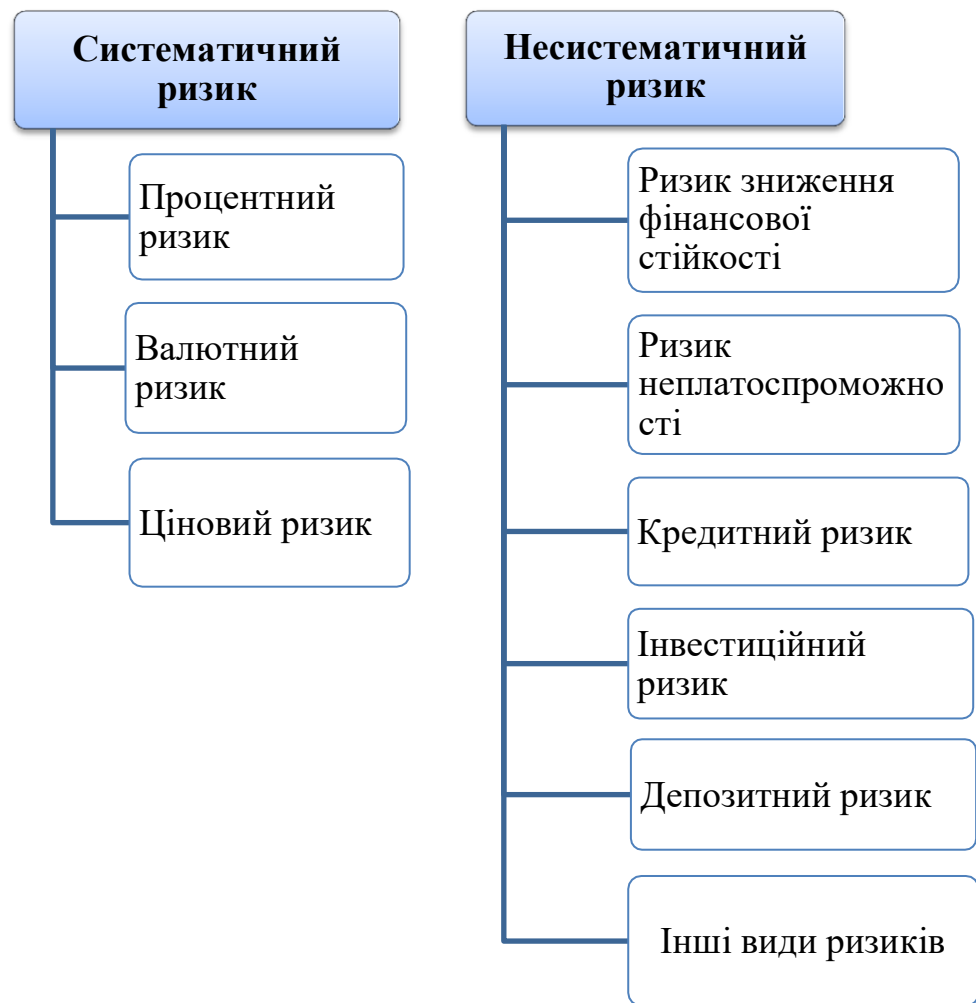 Систематичний
ризик
Процентний
ризик
Валютний
ризик
Ціновий ризик
Несистематичний
ризик
Ризик зниження
фінансової
стійкості
Ризик
неплатоспроможно
сті
Кредитний ризик
Інвестиційний
ризик
Депозитний ризик
Інші види ризиків